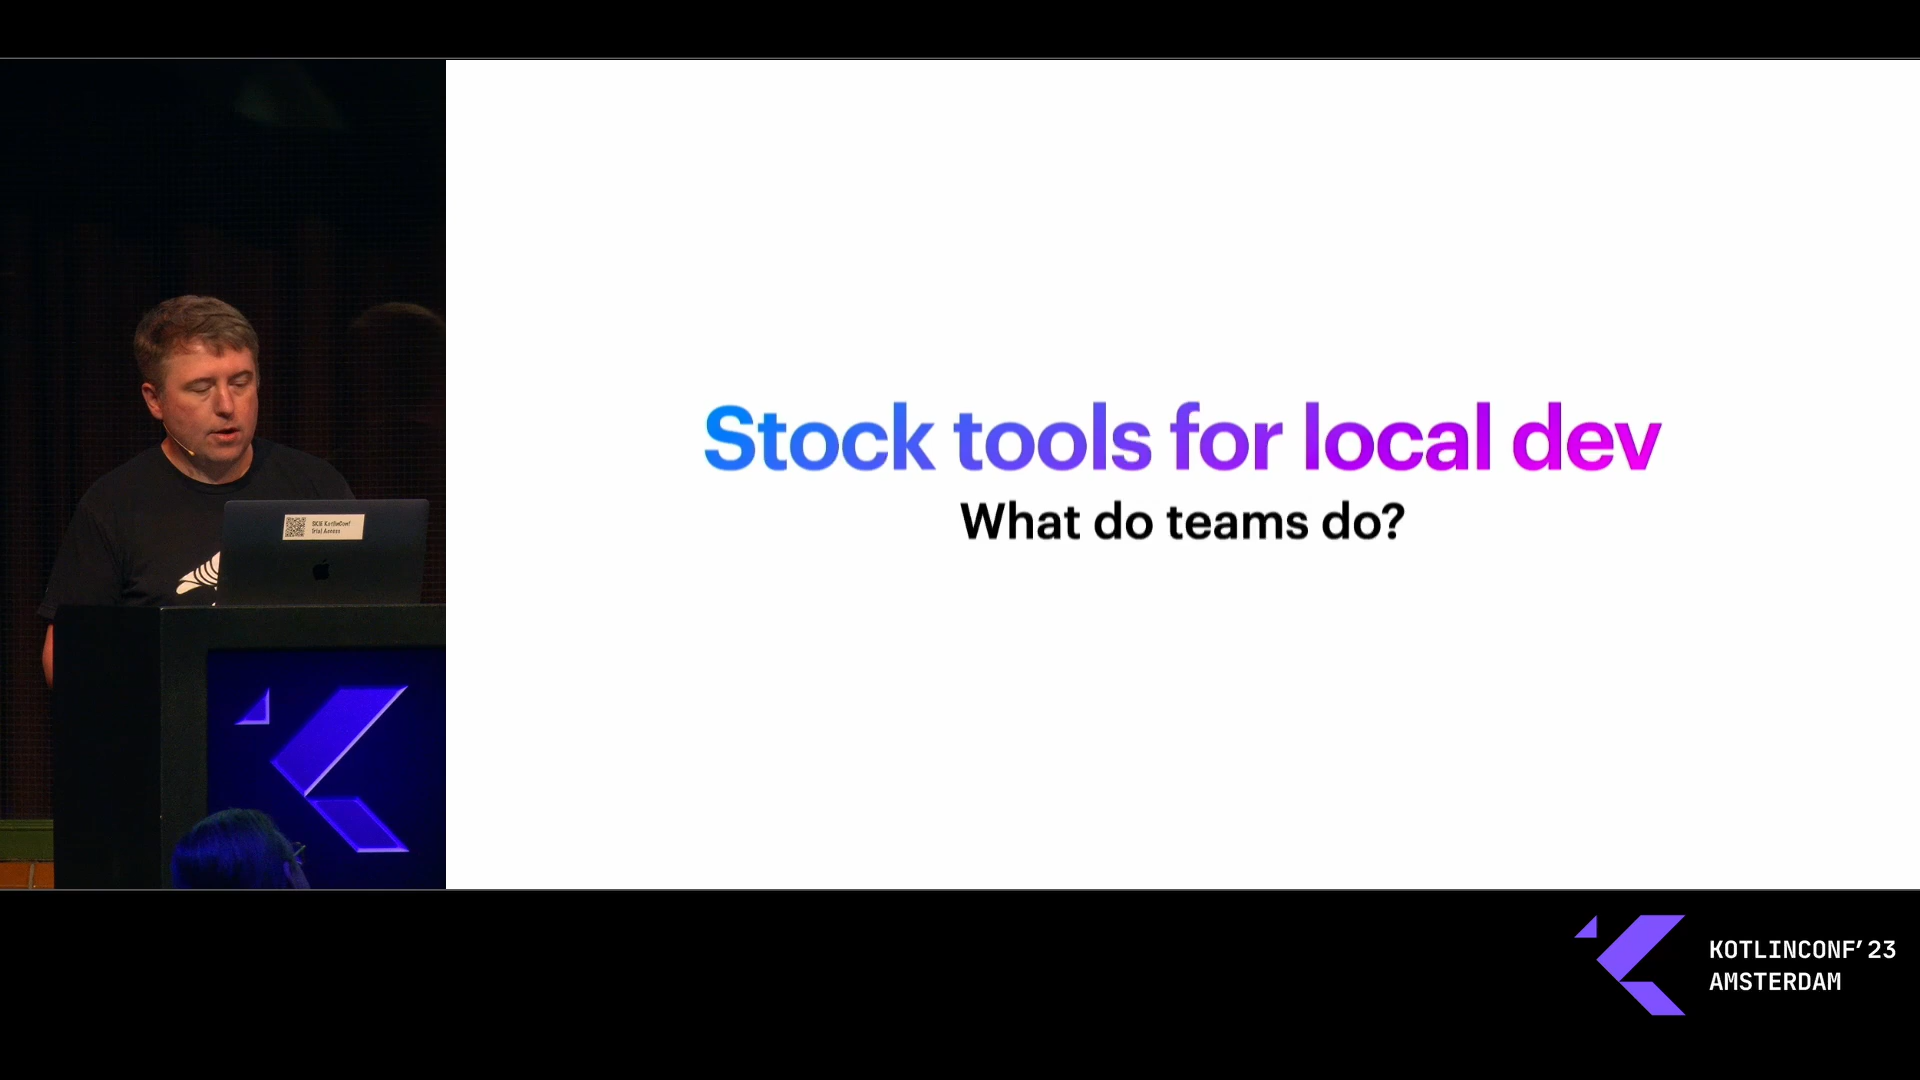 Stock tools for local dev
What do teams do?
KOTLINCONF'23
AMSTERDAM